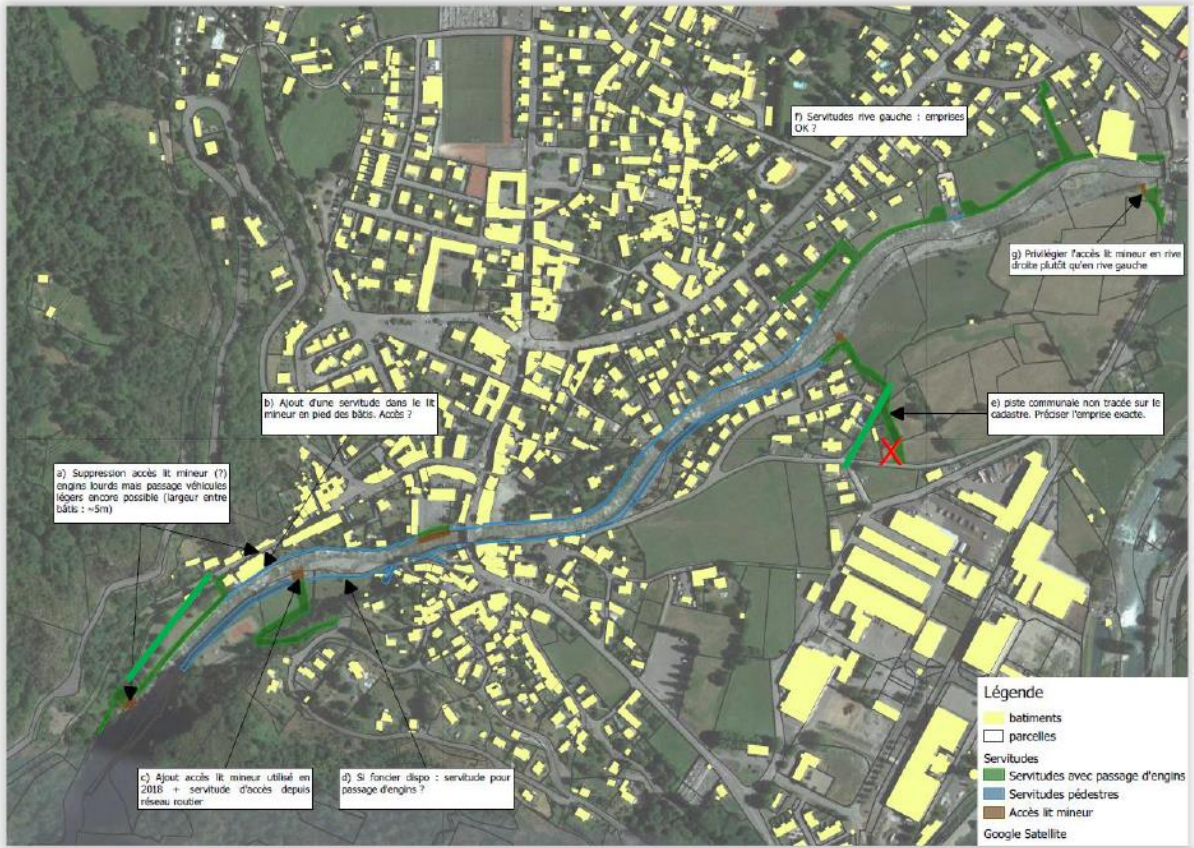 f) Servitudes rive gauche : emprises
OK ?
g) Privilégier l'accès lit mineur en rive
droite plutôt qu'en rive gauche
b) Ajout d'une servitude dans le lit
mineur en pied des bâtis. Accès ?
e) piste communale non tracée sur le
cadastre. Préciser l'emprise exacte.
a) Suppression accès lit mineur (?)
engins lourds mais passage véhicules
légers encore possible (largeur entre
bâtis : ≈5m)
c) Ajout accès lit mineur utilisé en
2018 + servitude d'accès depuis
réseau routier
d) Si foncier dispo : servitude pour
passage d'engins ?
Légende
batiments
parcelles
Servitudes
Servitudes avec passage d'engins
Servitudes pédestres
Accès lit mineur
Google Satellite